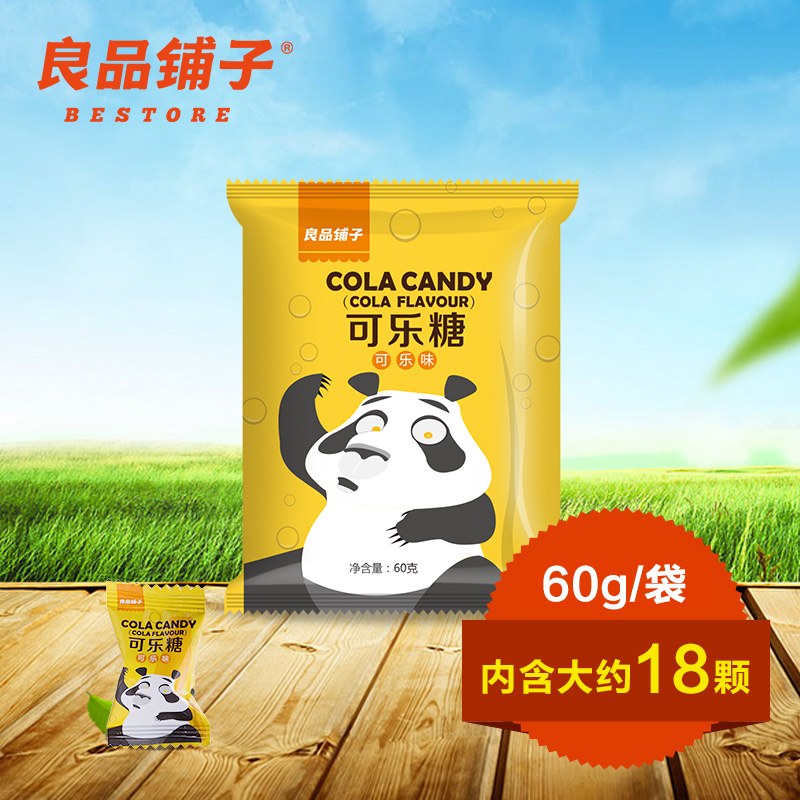 良品铺子®
BESTORE
良品铺子
COLA CANDY
(COLA FLAVOUR)
可乐糖
可乐味
净含量：60克
良品铺子
COLA CANDY
(COLA FLAVOUR)
可乐糖
可乐味
60g/袋
内含大约18颗